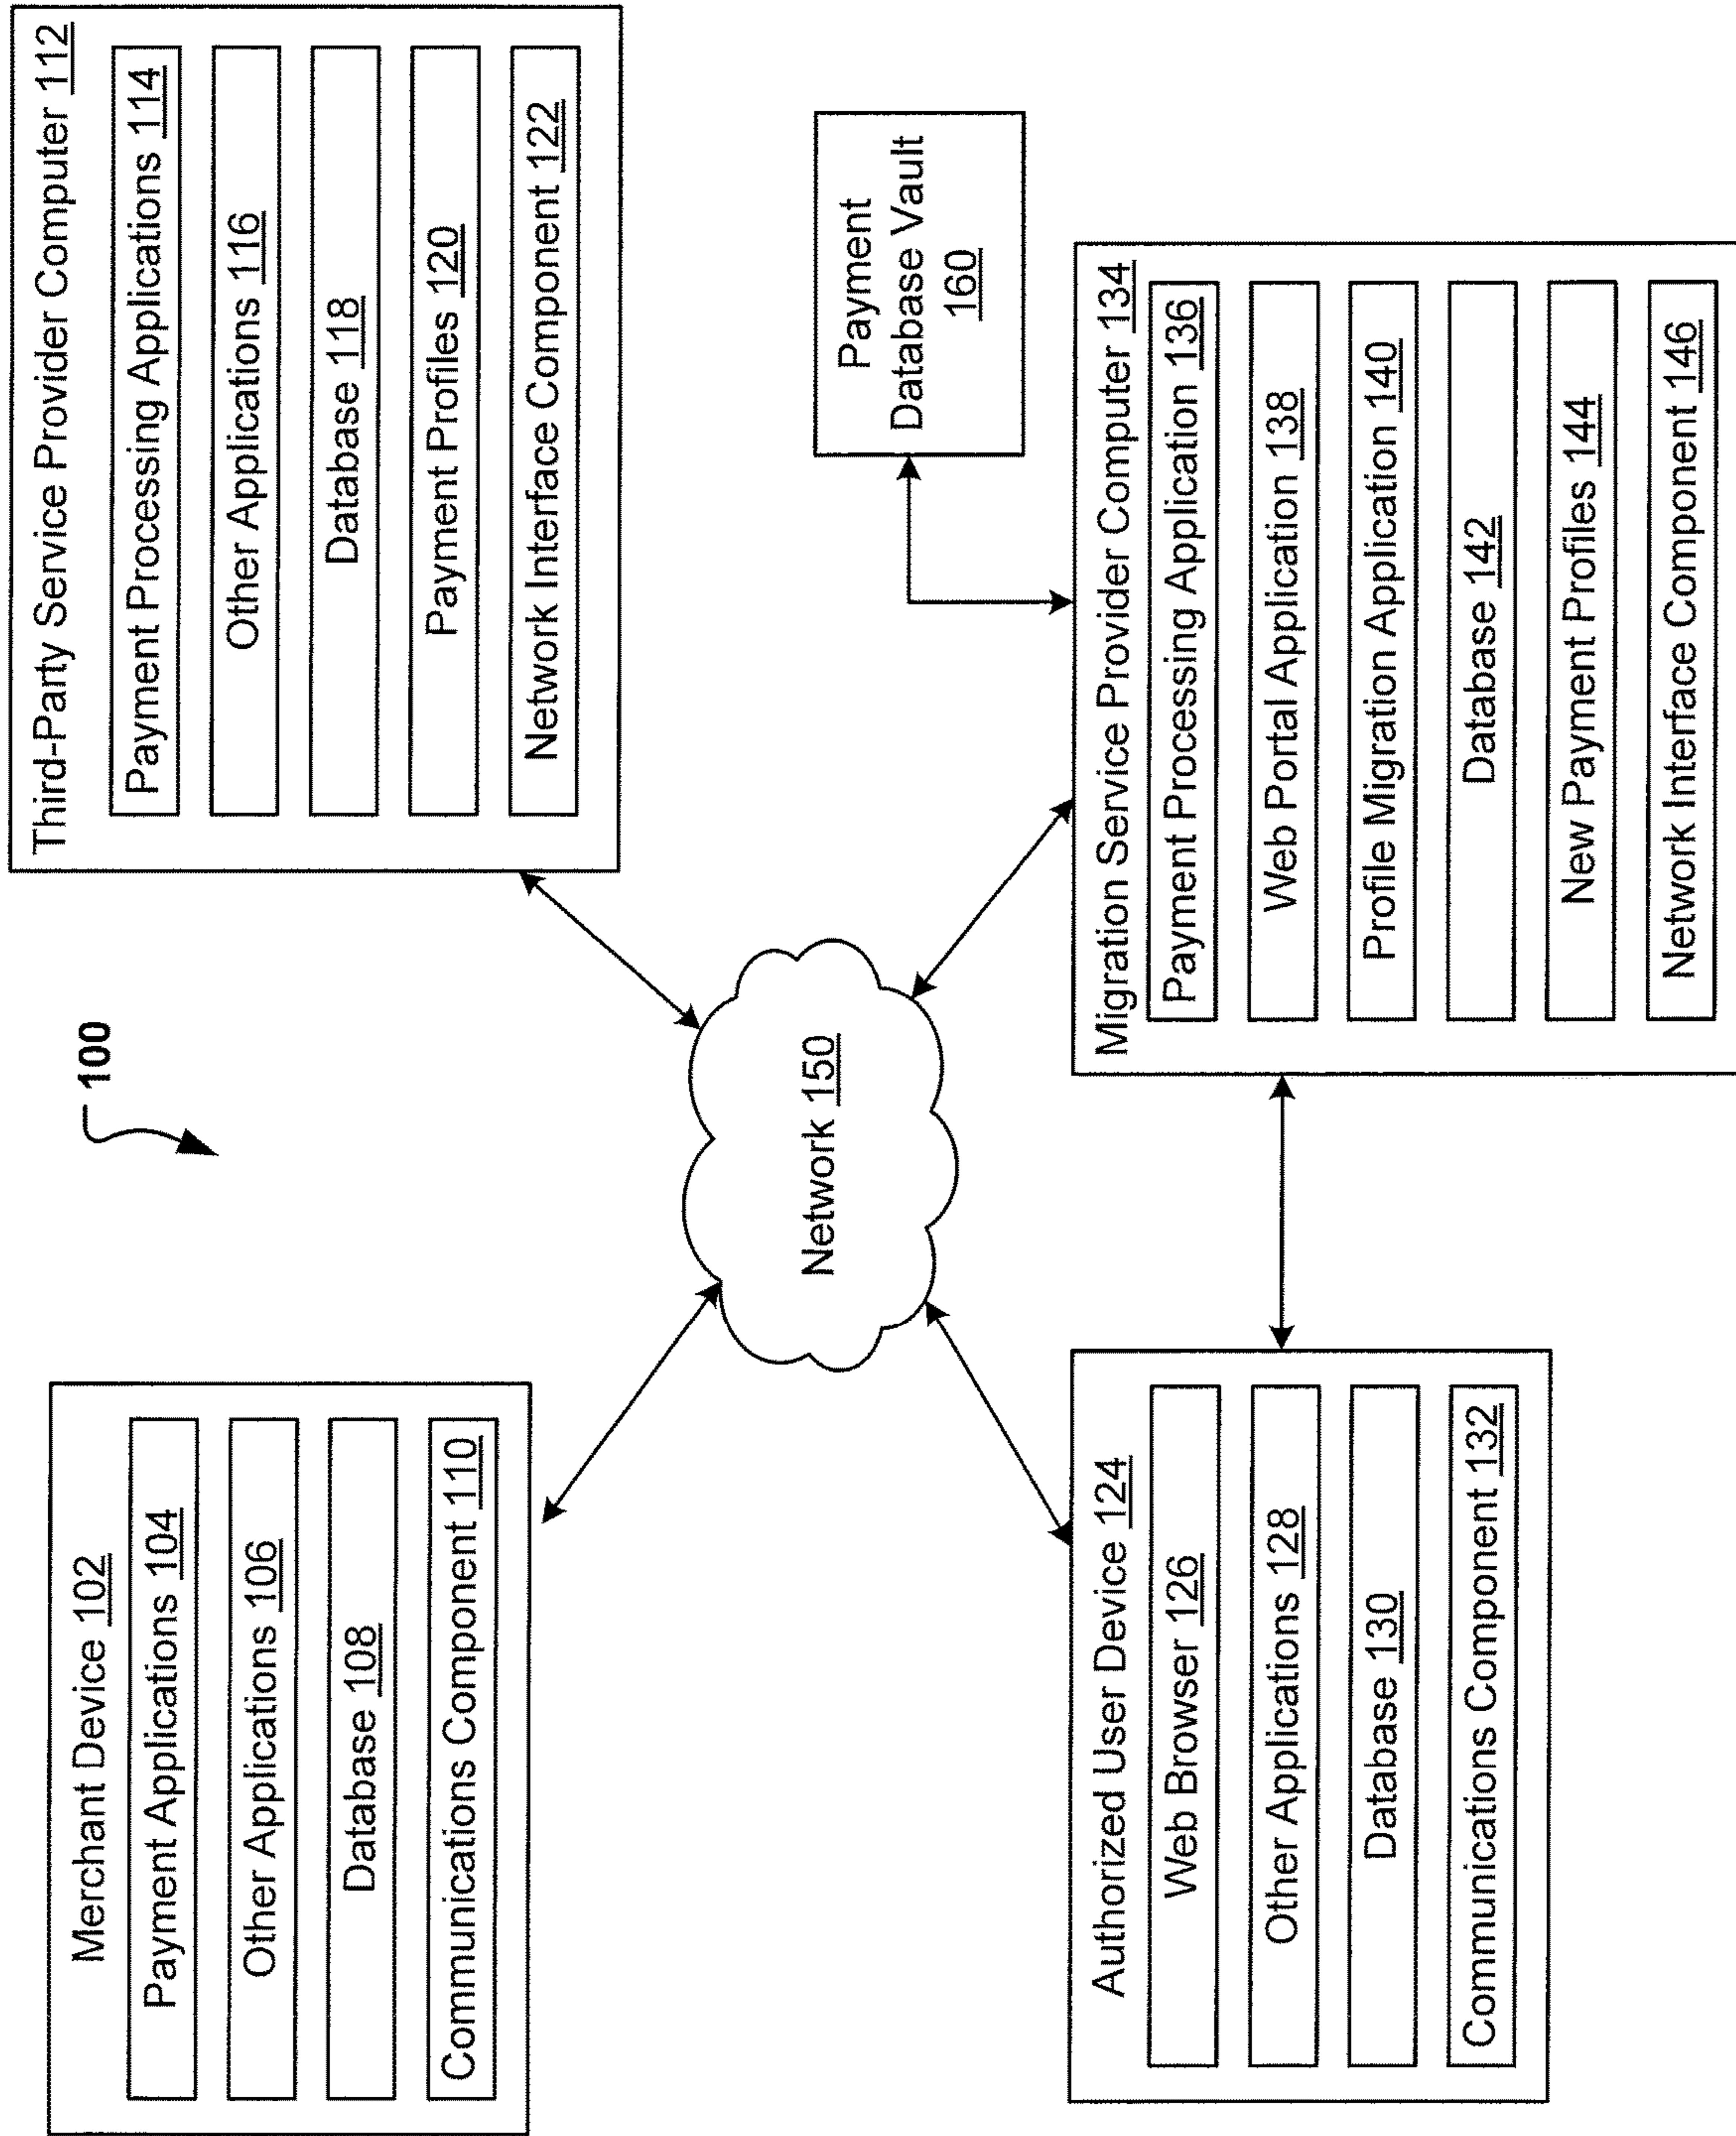 100
Merchant Device 102
Payment Applications 104
Other Applications 106
Database 108
Communications Component 110
Third-Party Service Provider Computer 112
Payment Processing Applications 114
Other Applications 116
Database 118
Payment Profiles 120
Network Interface Component 122
Network 150
Payment
Database Vault
160
Authorized User Device 124
Web Browser 126
Other Applications 128
Database 130
Communications Component 132
Migration Service Provider Computer 134
Payment Processing Application 136
Web Portal Application 138
Profile Migration Application 140
Database 142
New Payment Profiles 144
Network Interface Component 146